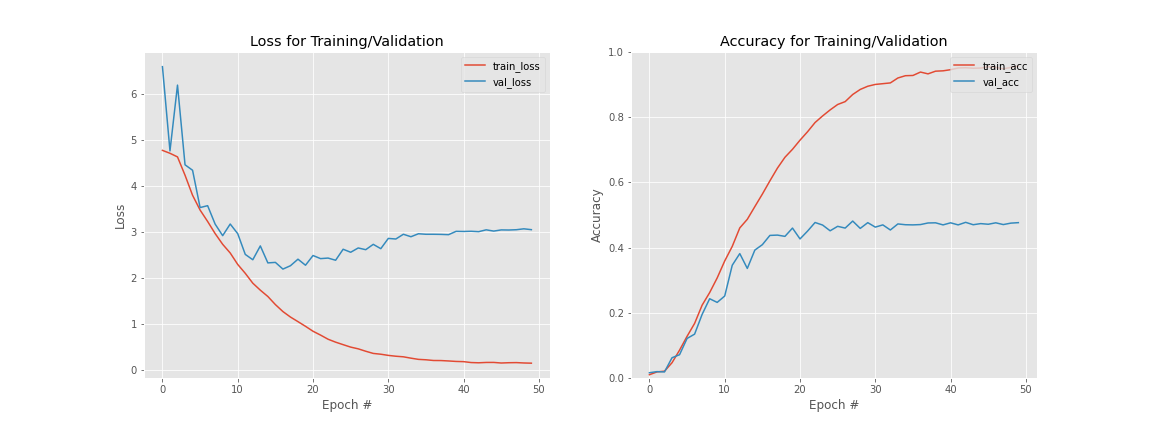 Loss for Training/Validation
train_loss
val_loss
6
5
4
3
2
1
0
Loss
0 10 20 30 40 50
Epoch #
Accuracy for Training/Validation
train_acc
val_acc
1.0
0.8
0.6
0.4
0.2
0.0
Accuracy
0 10 20 30 40 50
Epoch #